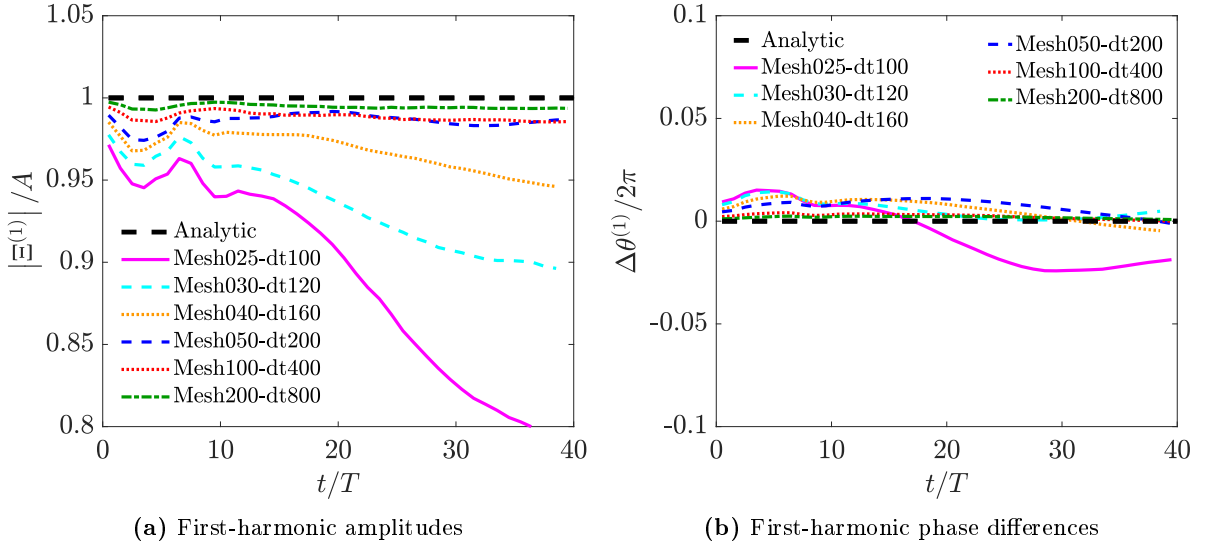 1.05
1
0.95
0.9
0.85
0.8
|Ξ⁽¹⁾|/A
Analytic
Mesh025-dt100
Mesh030-dt120
Mesh040-dt160
Mesh050-dt200
Mesh100-dt400
Mesh200-dt800
0 10 20 30 40
t/T
(a) First-harmonic amplitudes
0.1
0.05
0
-0.05
-0.1
Δθ⁽¹⁾/2π
Analytic
Mesh025-dt100
Mesh030-dt120
Mesh040-dt160
Mesh050-dt200
Mesh100-dt400
Mesh200-dt800
0 10 20 30 40
t/T
(b) First-harmonic phase differences